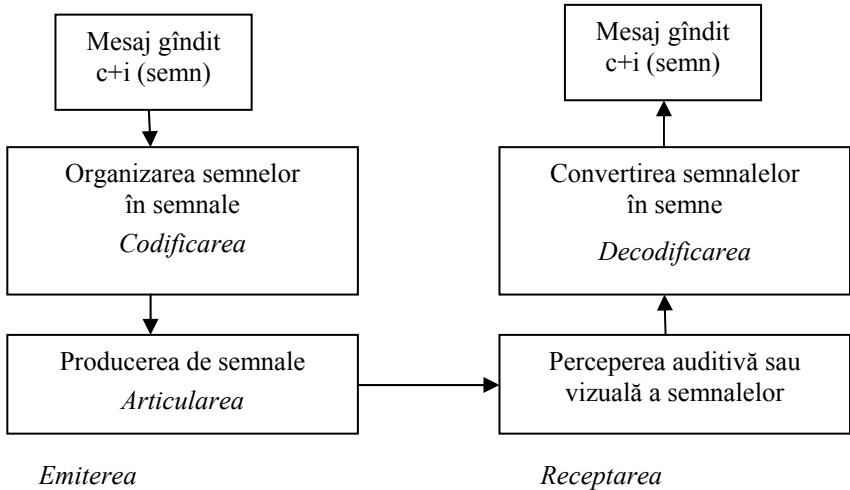 Mesaj gîndit
c+i (semn)
Organizarea semnelor
în semnale
Codificarea
Producerea de semnale
Articularea
Emiterea
Mesaj gîndit
c+i (semn)
Convertirea semnalelor
în semne
Decodificarea
Perceperea auditivă sau
vizuală a semnalelor
Receptarea